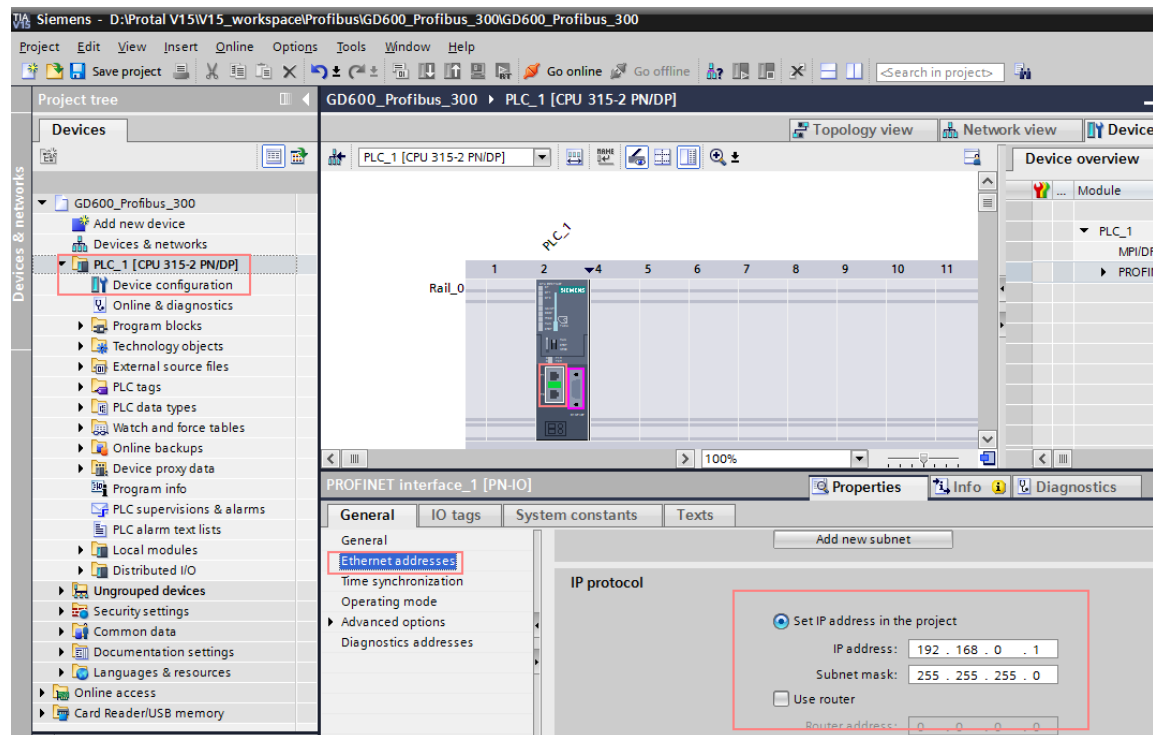 Siemens - D:\Protal V15\V15_workspace\Profibus\GD600_Profibus_300\GD600_Profibus_300
Project Edit View Insert Online Options Tools Window Help
Save project Go online Go offline <Search in project>
Project tree
GD600_Profibus_300 PLC_1 [CPU 315-2 PN/DP]
Devices
Topology view Network view Device
PLC_1 [CPU 315-2 PN/DP]
Device overview
... Module
Devices & networks
GD600_Profibus_300
Add new device
Devices & networks
PLC_1 [CPU 315-2 PN/DP]
Device configuration
Online & diagnostics
Program blocks
Technology objects
External source files
PLC tags
PLC data types
Watch and force tables
Online backups
Device proxy data
Program info
PLC supervisions & alarms
PLC alarm text lists
Local modules
Distributed I/O
Ungrouped devices
Security settings
Common data
Documentation settings
Languages & resources
Online access
Card Reader/USB memory
PLC_1
1 2 4 5 6 7 8 9 10 11
Rail_0
SIEMENS
PLC_1
MPI/DP
PROFI
100%
PROFINET interface_1 [PN-IO]
Properties Info Diagnostics
General IO tags System constants Texts
General
Ethernet addresses
Time synchronization
Operating mode
Advanced options
Diagnostics addresses
Add new subnet
IP protocol
Set IP address in the project
IP address: 192 . 168 . 0 . 1
Subnet mask: 255 . 255 . 255 . 0
Use router
Router address: 0 . 0 . 0 . 0